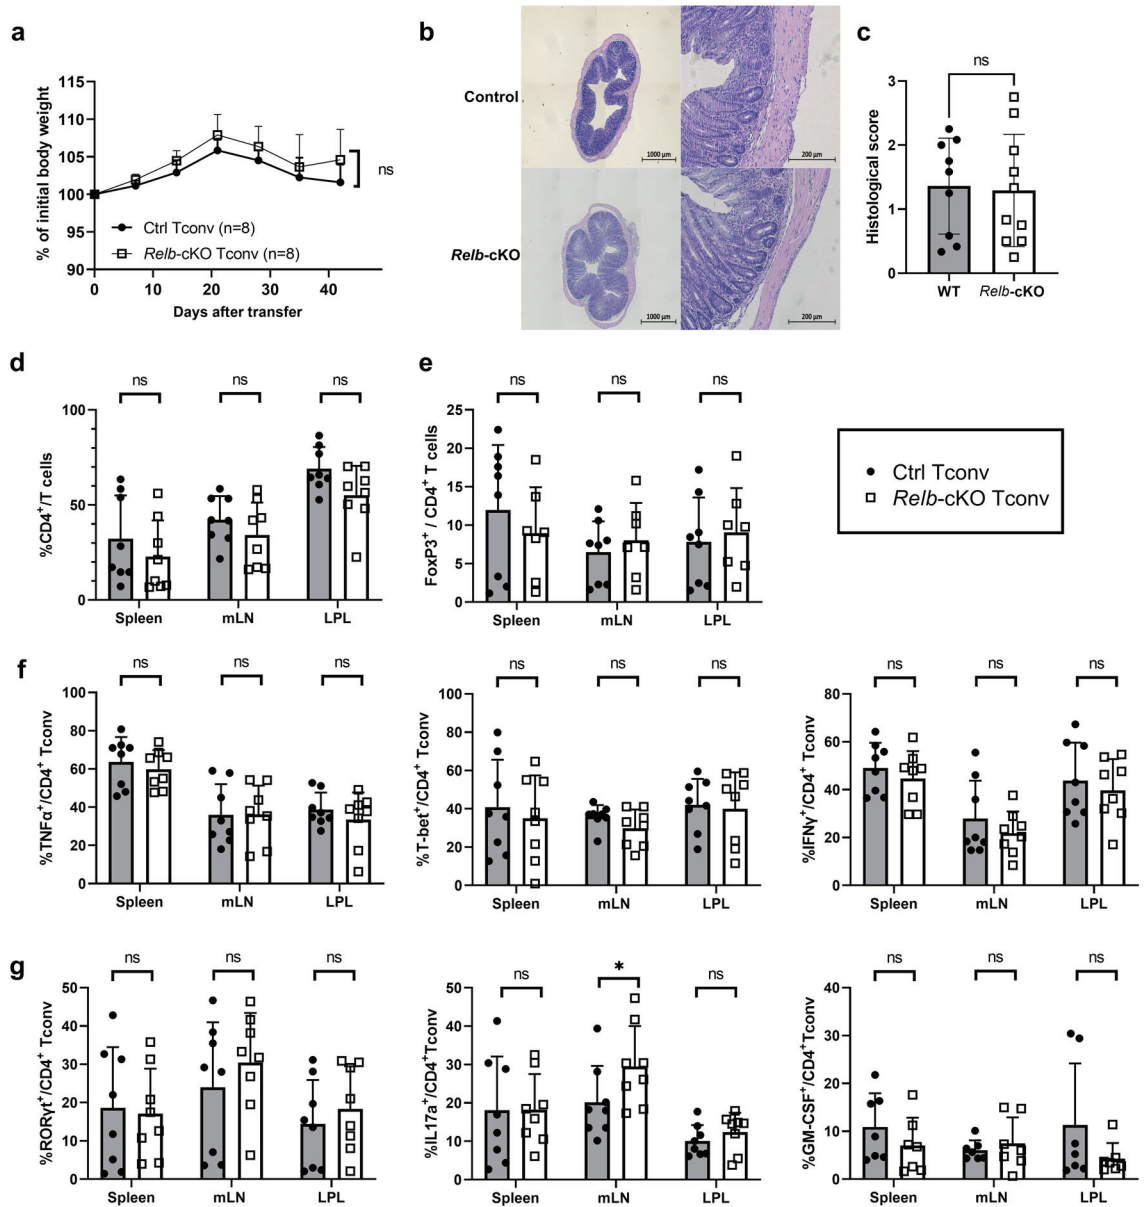 a
% of initial body weight
115
110
105
100
95
90
0
10
20
30
40
Days after transfer
Ctrl Tconv (n=8)
Relb-cKO Tconv (n=8)
ns
b
Control
Relb-cKO
1000 µm
200 µm
1000 µm
200 µm
c
ns
Histological score
3
2
1
0
WT
Relb-cKO
d
ns
ns
ns
%CD4⁺/T cells
100
50
0
Spleen
mLN
LPL
e
ns
ns
ns
FoxP3⁺ / CD4⁺ T cells
25
20
15
10
5
0
Spleen
mLN
LPL
Ctrl Tconv
Relb-cKO Tconv
f
ns
ns
ns
%TNFα⁺/CD4⁺ Tconv
100
80
60
40
20
0
Spleen
mLN
LPL
ns
ns
ns
%T-bet⁺/CD4⁺ Tconv
100
80
60
40
20
0
Spleen
mLN
LPL
ns
ns
ns
%IFNγ⁺/CD4⁺ Tconv
80
60
40
20
0
Spleen
mLN
LPL
g
ns
ns
ns
%RORγt⁺/CD4⁺ Tconv
50
40
30
20
10
0
Spleen
mLN
LPL
ns
*
ns
%IL17a⁺/CD4⁺Tconv
50
40
30
20
10
0
Spleen
mLN
LPL
ns
ns
ns
%GM-CSF⁺/CD4⁺Tconv
40
30
20
10
0
Spleen
mLN
LPL